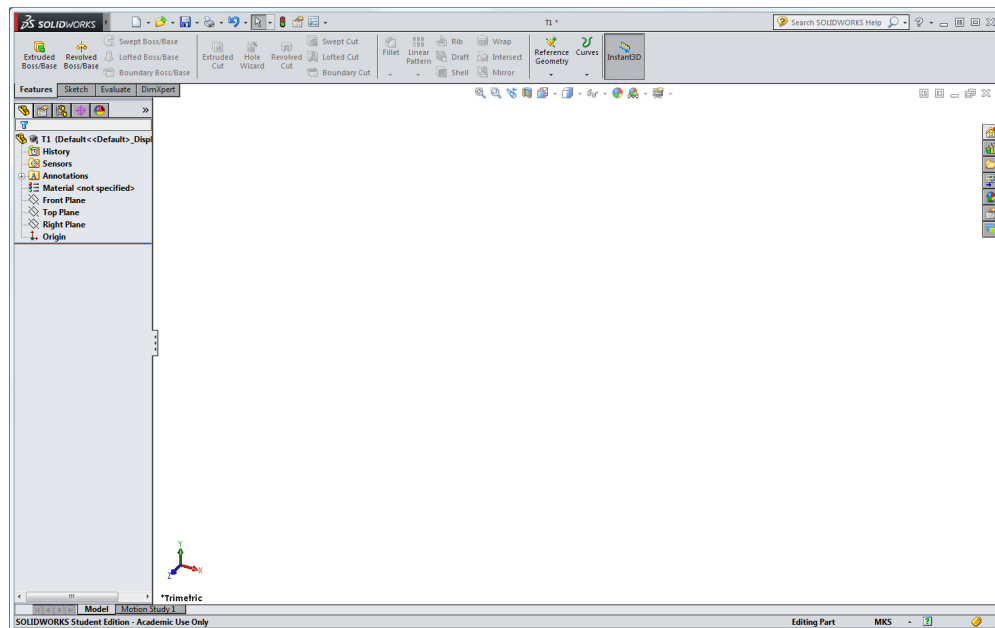 SOLIDWORKS
T1 *
Search SOLIDWORKS Help
Extruded Boss/Base
Revolved Boss/Base
Swept Boss/Base
Lofted Boss/Base
Boundary Boss/Base
Extruded Cut
Hole Wizard
Revolved Cut
Swept Cut
Lofted Cut
Boundary Cut
Fillet
Linear Pattern
Rib
Draft
Shell
Wrap
Intersect
Mirror
Reference Geometry
Curves
Instant3D
Features
Sketch
Evaluate
DimXpert
T1 (Default<<Default>_Displ
History
Sensors
Annotations
Material <not specified>
Front Plane
Top Plane
Right Plane
Origin
Y
X
Z
*Trimetric
Model
Motion Study 1
SOLIDWORKS Student Edition - Academic Use Only
Editing Part
MKS